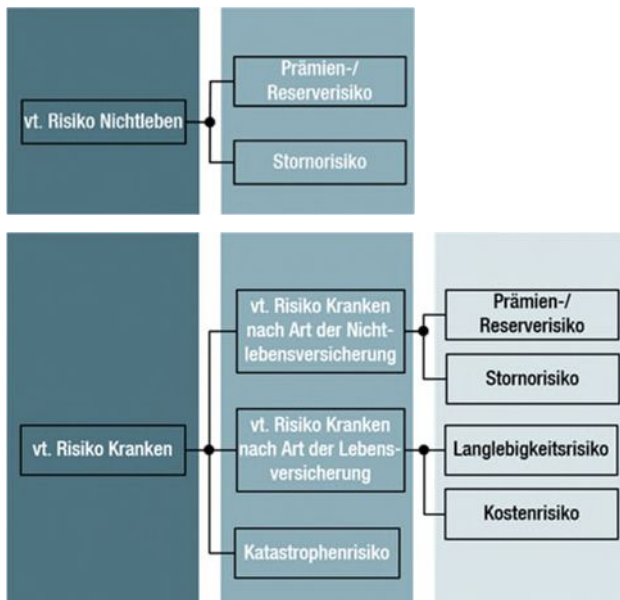 vt. Risiko Nichtleben
Prämien-/
Reserverisiko
Stornorisiko
vt. Risiko Kranken
vt. Risiko Kranken
nach Art der Nicht-
lebensversicherung
Prämien-/
Reserverisiko
Stornorisiko
vt. Risiko Kranken
nach Art der Lebens-
versicherung
Langlebigkeitsrisiko
Kostenrisiko
Katastrophenrisiko